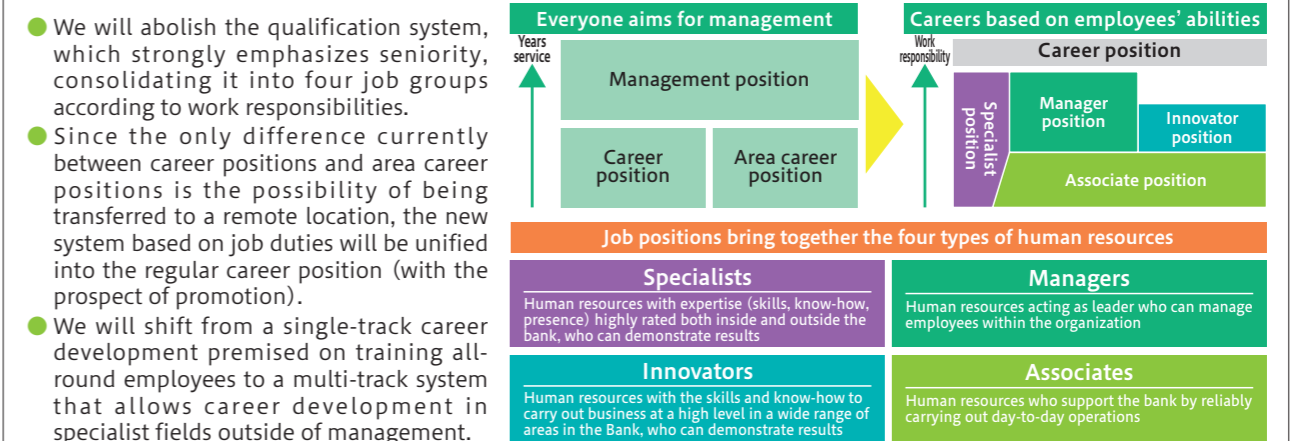 ● We will abolish the qualification system,
which strongly emphasizes seniority,
consolidating it into four job groups
according to work responsibilities.
● Since the only difference currently
between career positions and area career
positions is the possibility of being
transferred to a remote location, the new
system based on job duties will be unified
into the regular career position (with the
prospect of promotion).
● We will shift from a single-track career
development premised on training all-
round employees to a multi-track system
that allows career development in
specialist fields outside of management.
Everyone aims for management
Years
service
Management position
Career
position
Area career
position
Careers based on employees' abilities
Work
responsibility
Career position
Specialist
position
Manager
position
Innovator
position
Associate position
Job positions bring together the four types of human resources
Specialists
Human resources with expertise (skills, know-how,
presence) highly rated both inside and outside the
bank, who can demonstrate results
Managers
Human resources acting as leader who can manage
employees within the organization
Innovators
Human resources with the skills and know-how to
carry out business at a high level in a wide range of
areas in the Bank, who can demonstrate results
Associates
Human resources who support the bank by reliably
carrying out day-to-day operations